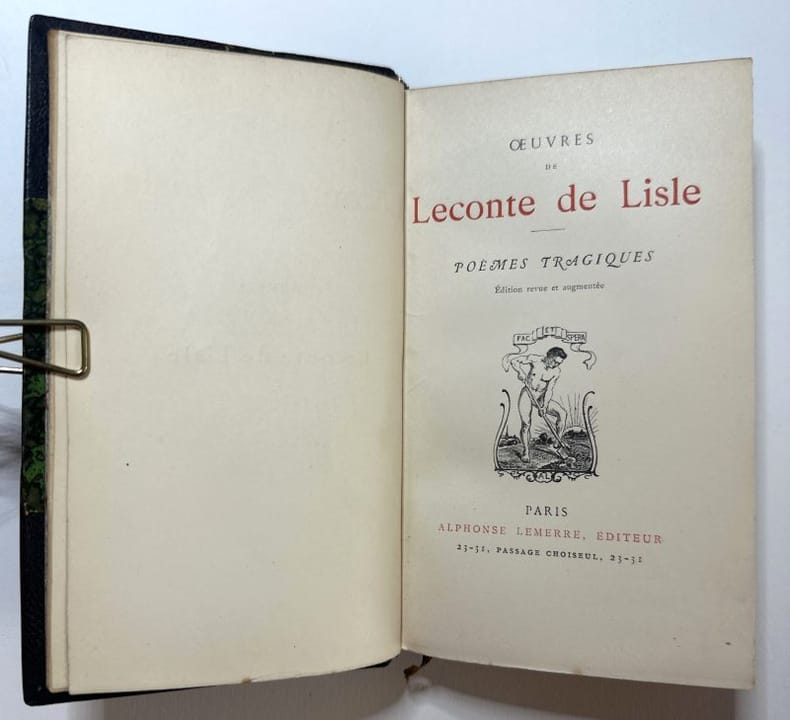 ŒUVRES
DE
Leconte de Lisle
POÈMES TRAGIQUES
Édition revue et augmentée
FAC ET SPERA
AL
PARIS
ALPHONSE LEMERRE, EDITEUR
23-31, PASSAGE CHOISEUL, 23-31